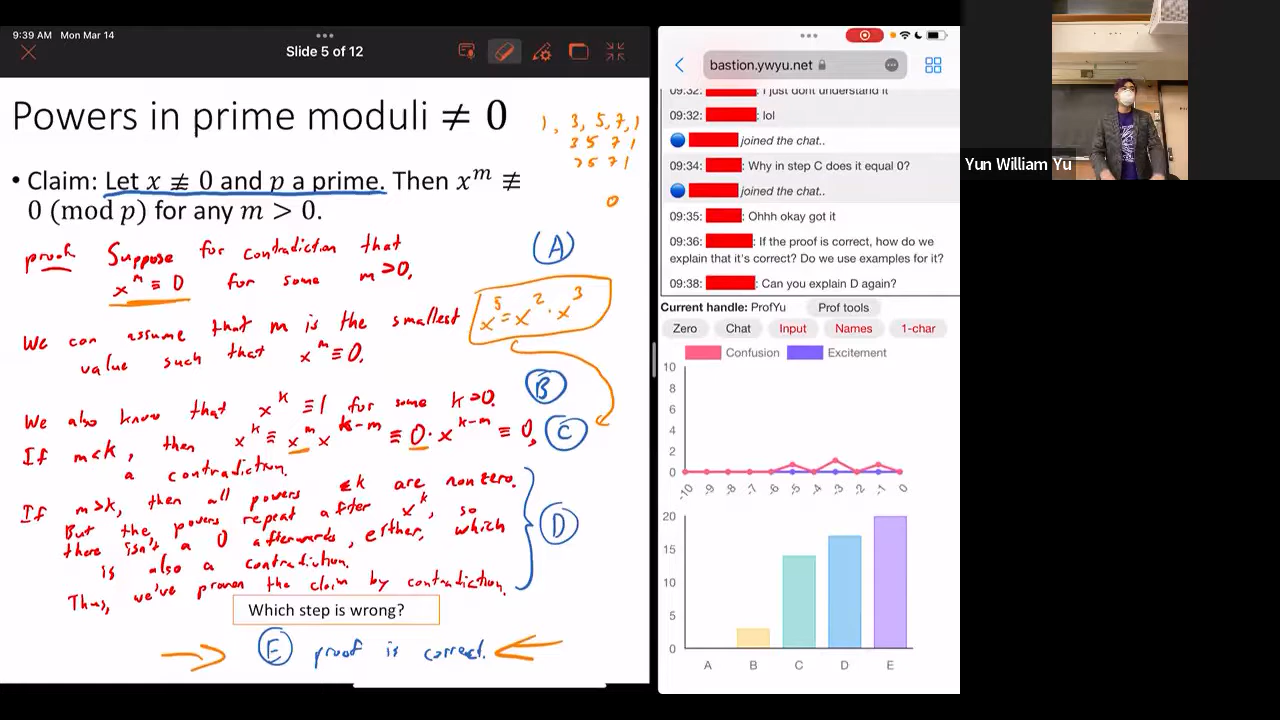 9:39 AM Mon Mar 14
Slide 5 of 12
Powers in prime moduli ≠ 0
1, 3, 5, 7, 1
3 5 7 1
3 5 7 1
0
• Claim: Let x ≢ 0 and p a prime. Then x^m ≢
0 (mod p) for any m > 0.
proof Suppose for contradiction that
x^m ≡ 0 for some m>0.
(A)
We can assume that m is the smallest
value such that x^m ≡ 0.
x^5 = x^2 · x^3
(B)
We also know that x^k ≡ 1 for some k>0.
If m<k, then x^k ≡ x^m x^k-m ≡ 0 · x^k-m ≡ 0,
a contradiction.
(C)
If m>k, then all powers ≤k are nonzero.
But the powers repeat after x^k, so
there isn't a 0 afterwards, either, which
is also a contradiction.
Thus, we've proven the claim by contradiction.
(D)
Which step is wrong?
(E) proof is correct.
bastion.ywyu.net
09:32: : I just dont understand it
09:32: : lol
joined the chat..
09:34: : Why in step C does it equal 0?
joined the chat..
09:35: : Ohhh okay got it
09:36: : If the proof is correct, how do we
explain that it's correct? Do we use examples for it?
09:38: : Can you explain D again?
Current handle: ProfYu Prof tools
Zero Chat Input Names 1-char
Confusion Excitement
10
8
6
4
2
0
-10 -9 -8 -7 -6 -5 -4 -3 -2 -1 0
20
15
10
5
0
A B C D E
Yun William Yu